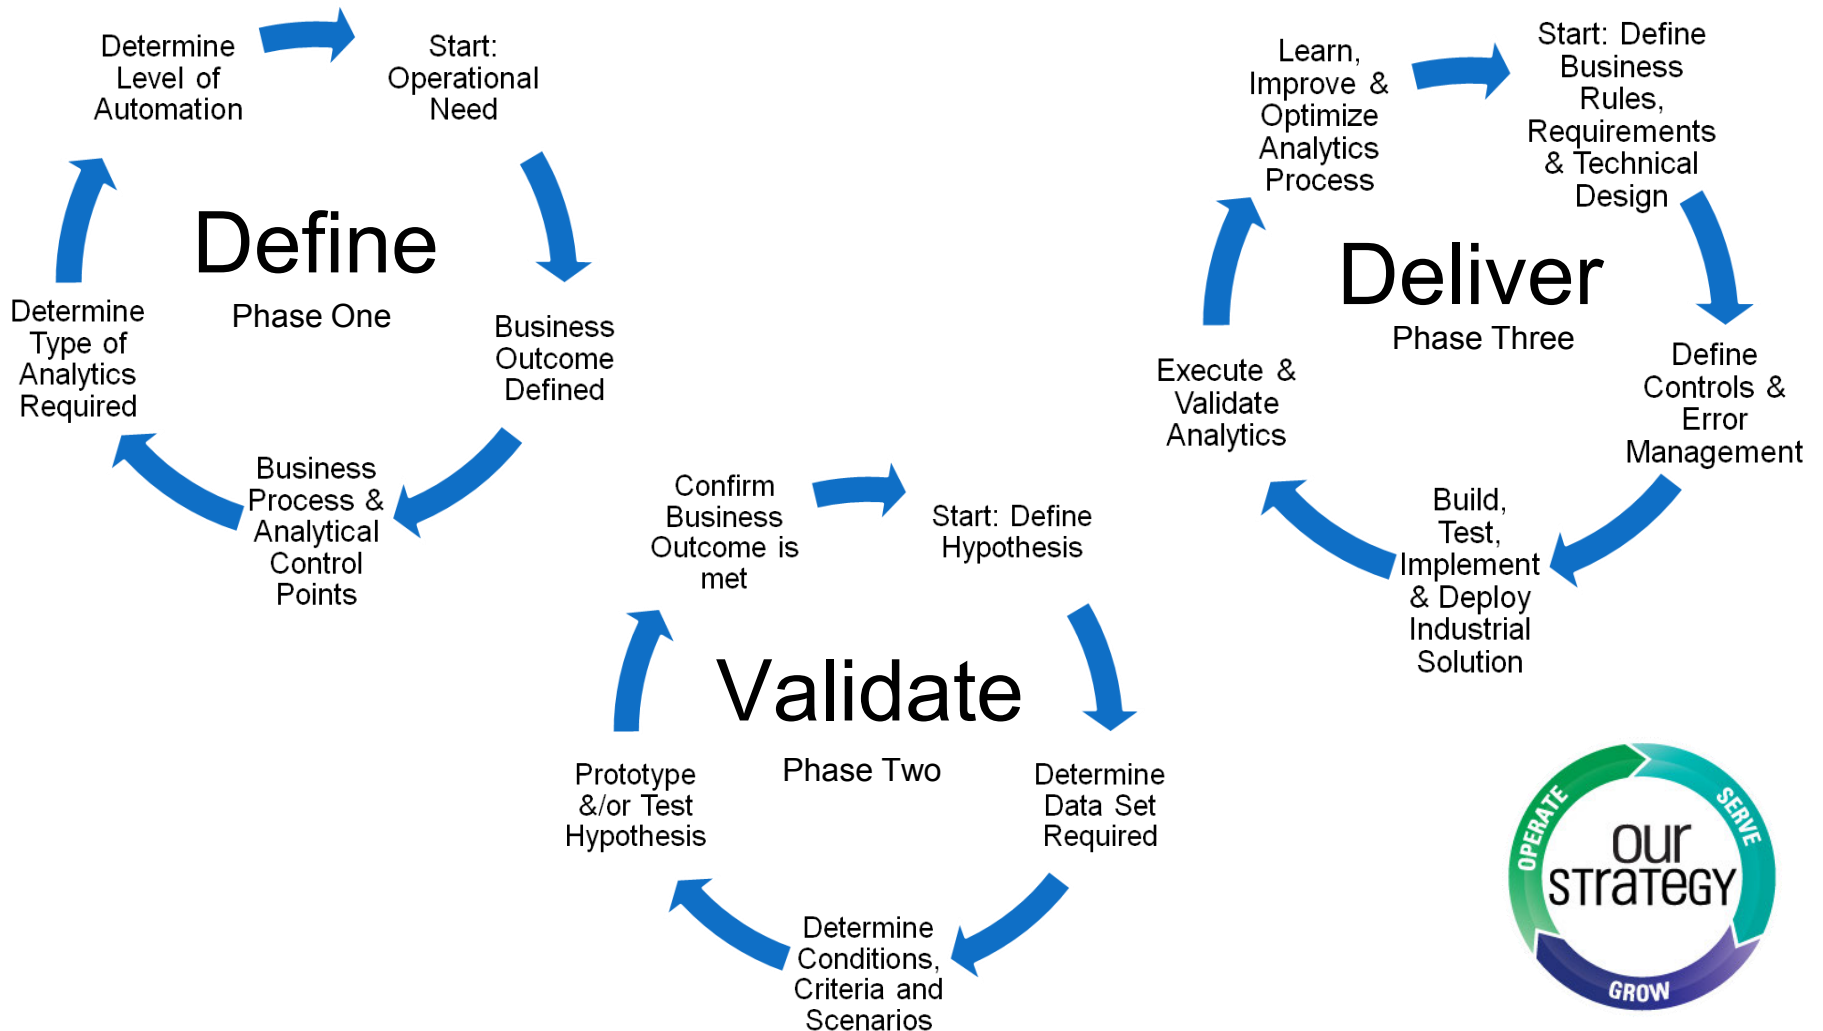 Determine
Level of
Automation
Start:
Operational
Need
Define
Phase One
Business
Outcome
Defined
Business
Process &
Analytical
Control
Points
Determine
Type of
Analytics
Required
Confirm
Business
Outcome is
met
Start: Define
Hypothesis
Validate
Phase Two
Determine
Data Set
Required
Determine
Conditions,
Criteria and
Scenarios
Prototype
&/or Test
Hypothesis
Learn,
Improve &
Optimize
Analytics
Process
Start: Define
Business
Rules,
Requirements
& Technical
Design
Deliver
Phase Three
Define
Controls &
Error
Management
Build,
Test,
Implement
& Deploy
Industrial
Solution
Execute &
Validate
Analytics
OPERATE
SERVE
our
STraTEGY
GROW